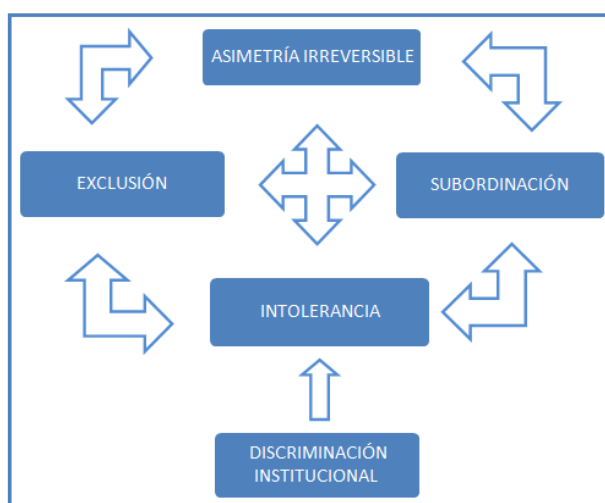 ASIMETRÍA IRREVERSIBLE
EXCLUSIÓN
SUBORDINACIÓN
INTOLERANCIA
DISCRIMINACIÓN
INSTITUCIONAL